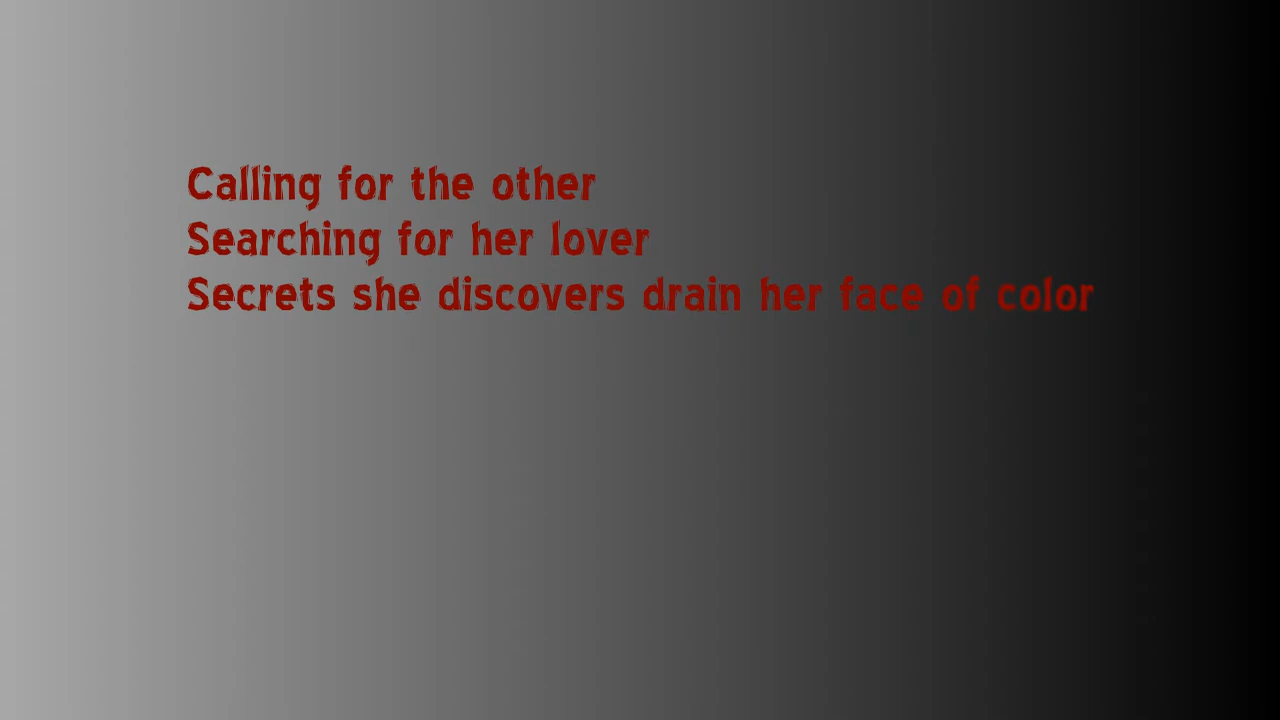 Calling for the other
Searching for her lover
Secrets she discovers drain her face of color